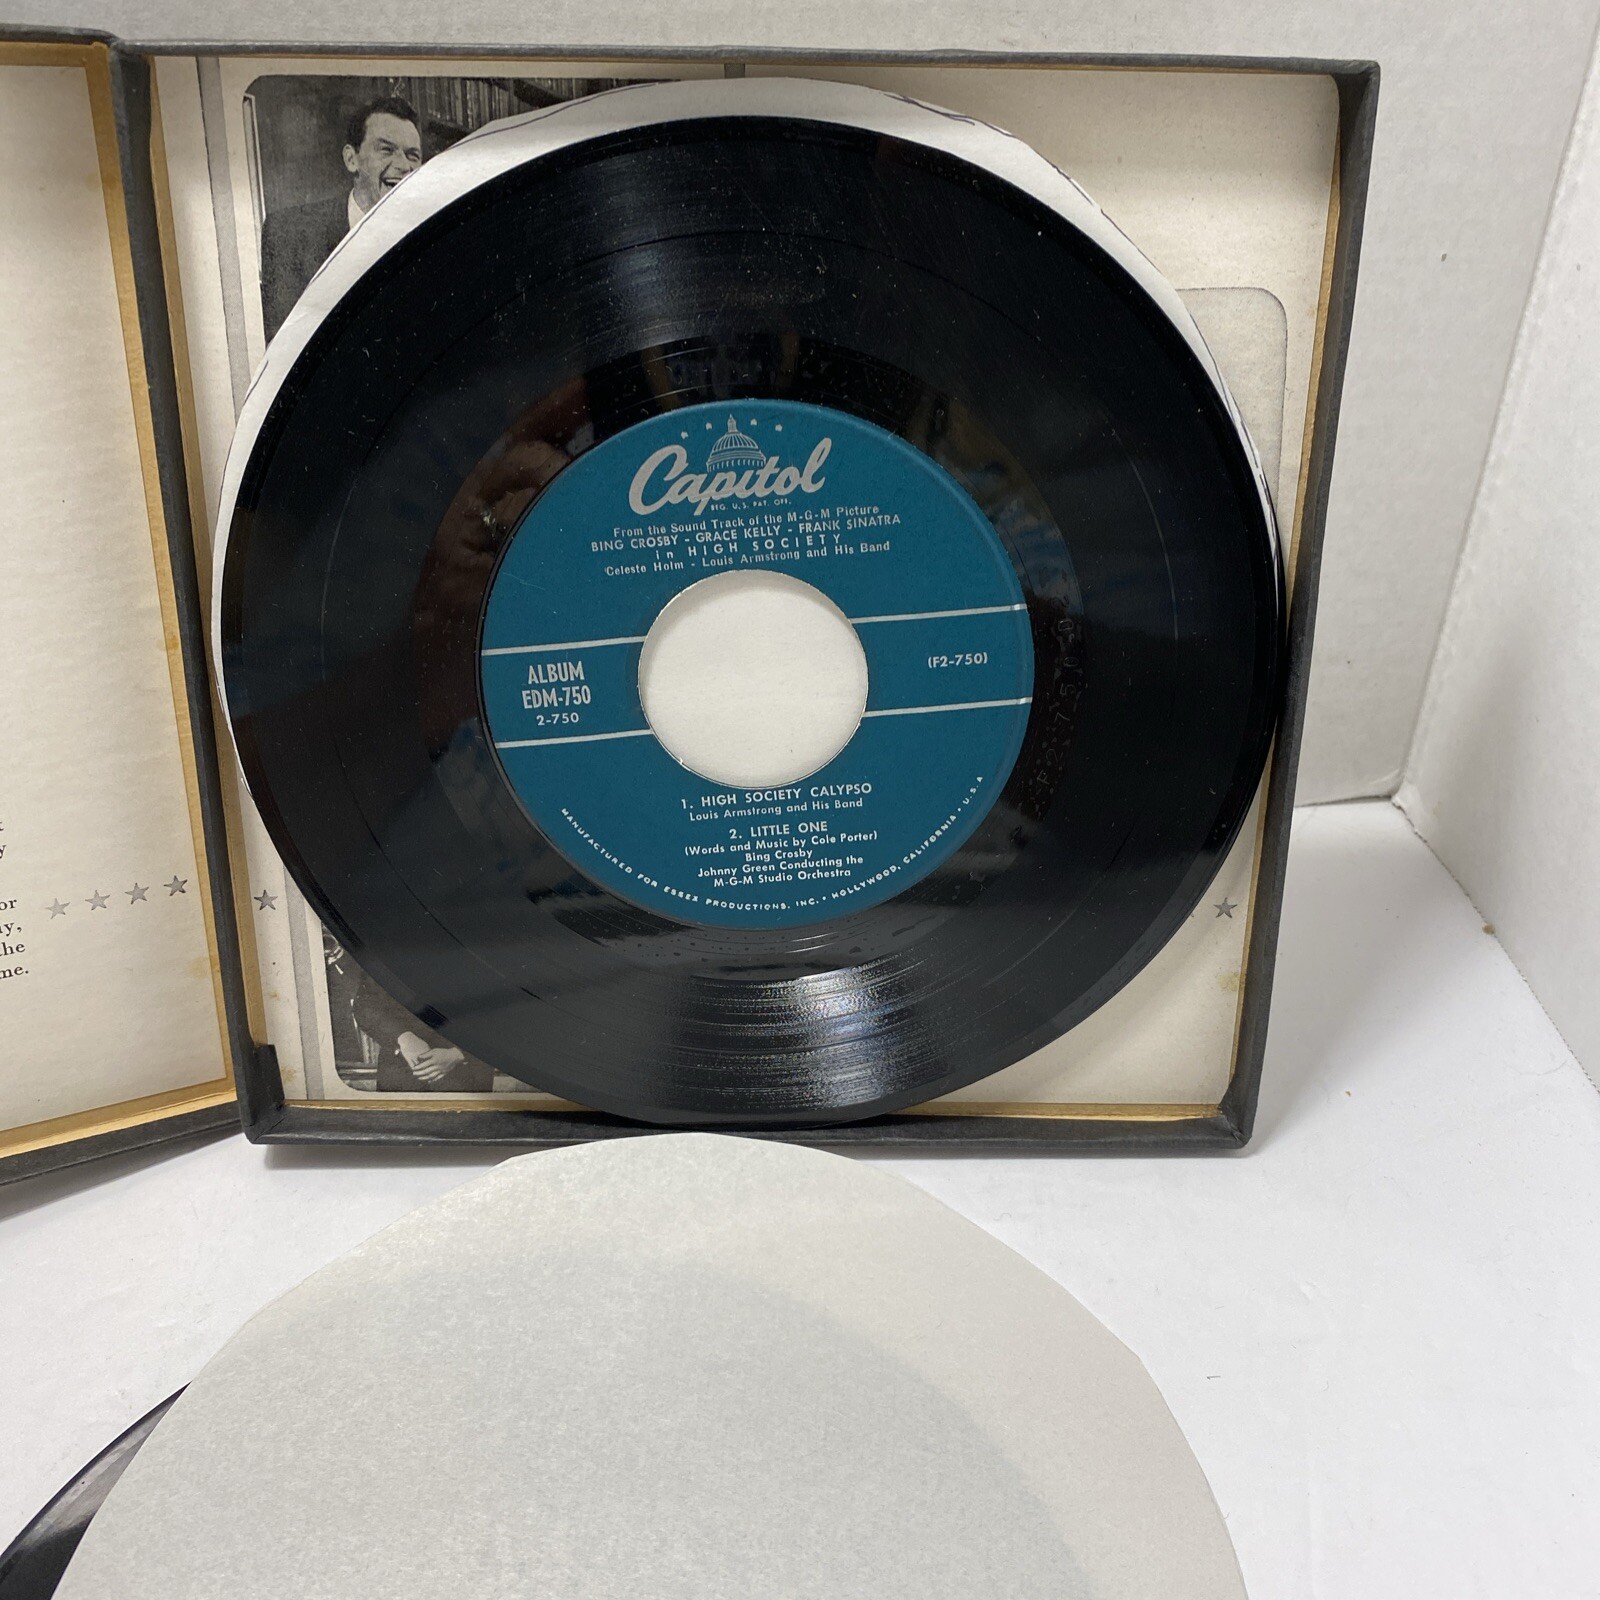 Capitol
REG. U.S. PAT. OFF.
From the Sound Track of the M-G-M Picture
BING CROSBY - GRACE KELLY - FRANK SINATRA
in HIGH SOCIETY
Celeste Holm - Louis Armstrong and His Band
ALBUM
EDM-750
2-750
(F2-750)
1. HIGH SOCIETY CALYPSO
Louis Armstrong and His Band
2. LITTLE ONE
(Words and Music by Cole Porter)
Bing Crosby
Johnny Green Conducting the
M-G-M Studio Orchestra
MANUFACTURED FOR ESSEX PRODUCTIONS, INC. • HOLLYWOOD, CALIFORNIA • U.S.A
or
the
me.